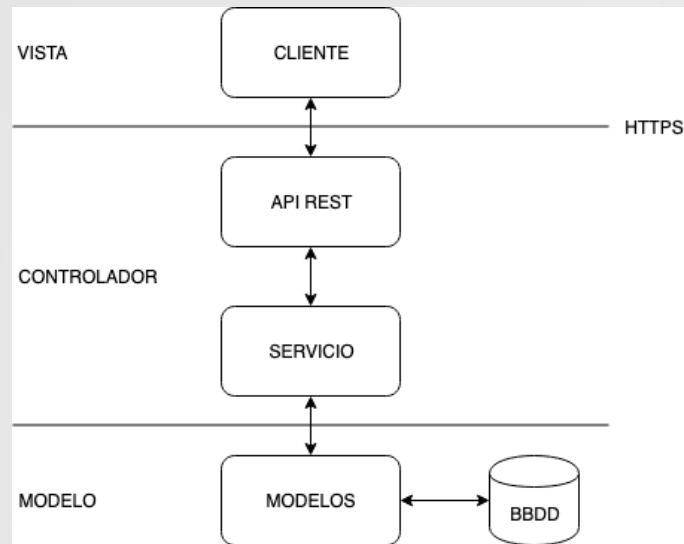 VISTA
CLIENTE
HTTPS
API REST
CONTROLADOR
SERVICIO
MODELO
MODELOS
BBDD